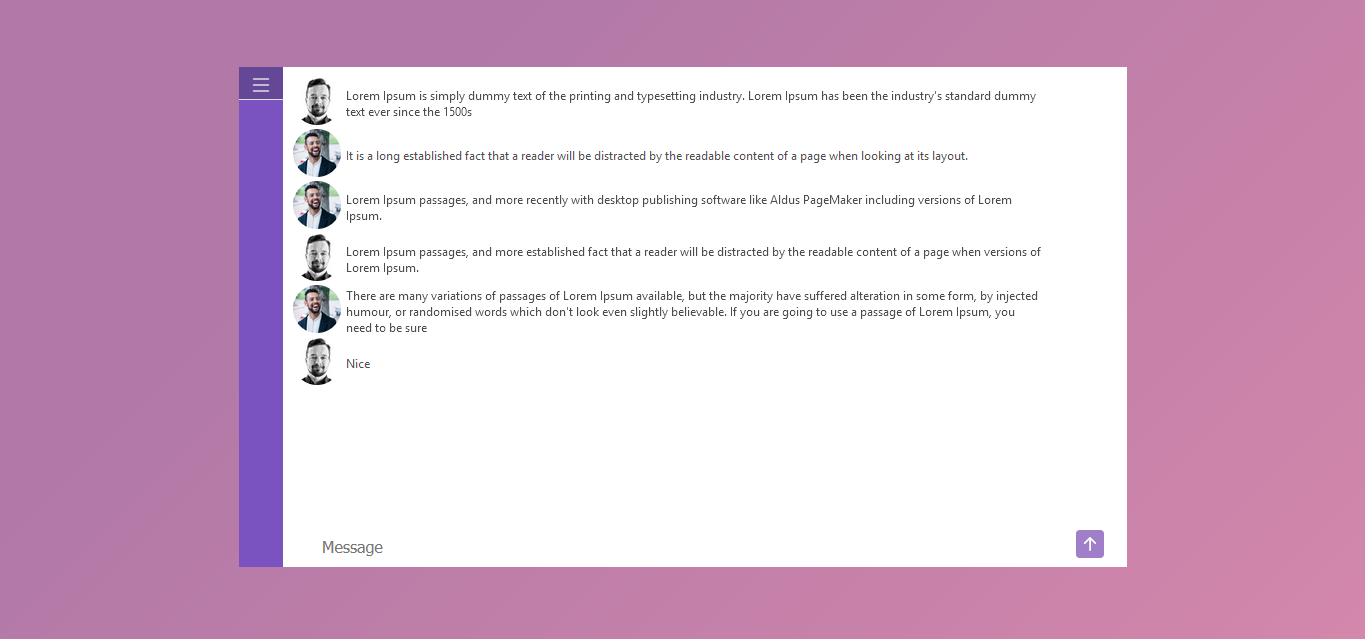 Lorem Ipsum is simply dummy text of the printing and typesetting industry. Lorem Ipsum has been the industry's standard dummy
text ever since the 1500s
It is a long established fact that a reader will be distracted by the readable content of a page when looking at its layout.
Lorem Ipsum passages, and more recently with desktop publishing software like Aldus PageMaker including versions of Lorem
Ipsum.
Lorem Ipsum passages, and more established fact that a reader will be distracted by the readable content of a page when versions of
Lorem Ipsum.
There are many variations of passages of Lorem Ipsum available, but the majority have suffered alteration in some form, by injected
humour, or randomised words which don't look even slightly believable. If you are going to use a passage of Lorem Ipsum, you
need to be sure
Nice
Message